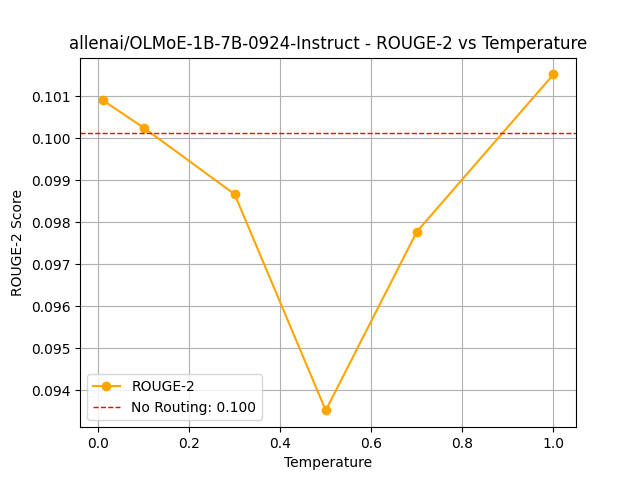 allenai/OLMoE-1B-7B-0924-Instruct - ROUGE-2 vs Temperature
ROUGE-2 Score
0.101
0.100
0.099
0.098
0.097
0.096
0.095
0.094
ROUGE-2
No Routing: 0.100
0.0 0.2 0.4 0.6 0.8 1.0
Temperature